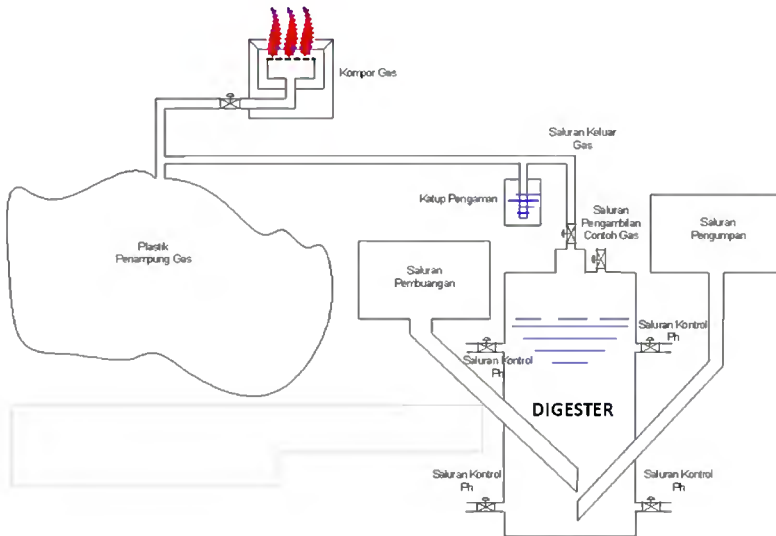 Kompor Gas
Saluran Keluar
Gas
Katup Pengaman
Saluran
Pengambilan
Contoh Gas
Saluran
Pengumpan
Plastik
Penampung Gas
Saluran
Pembuangan
Saluran Kontrol
Ph
Saluran Kontrol
Ph
DIGESTER
Saluran Kontrol
Ph
Saluran Kontrol
Ph